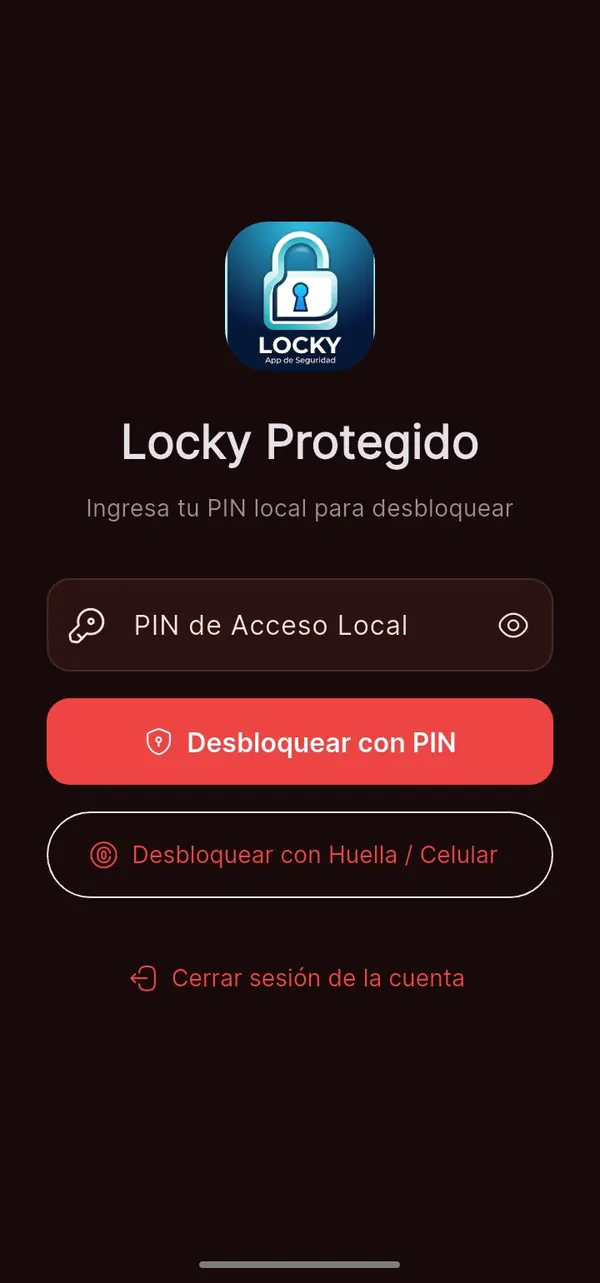 LOCKY
App de Seguridad
Locky Protegido
Ingresa tu PIN local para desbloquear
PIN de Acceso Local
Desbloquear con PIN
Desbloquear con Huella / Celular
Cerrar sesión de la cuenta